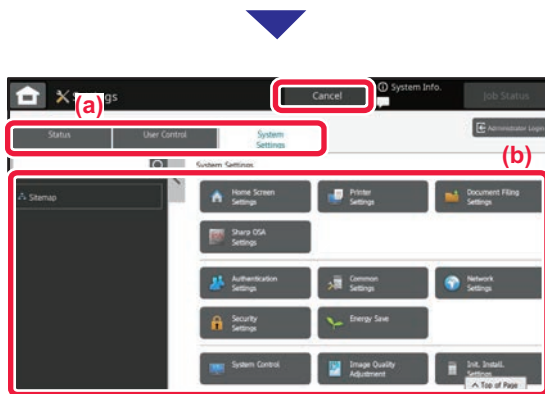 Settings
Cancel
System Info.
Job Status
(a)
Status
User Control
System
Settings
Administrator Login
(b)
System Settings
Sitemap
Home Screen
Settings
Printer
Settings
Document Filing
Settings
Sharp OSA
Settings
Authentication
Settings
Common
Settings
Network
Settings
Security
Settings
Energy Save
System Control
Image Quality
Adjustment
Init. Install.
Settings
Top of Page